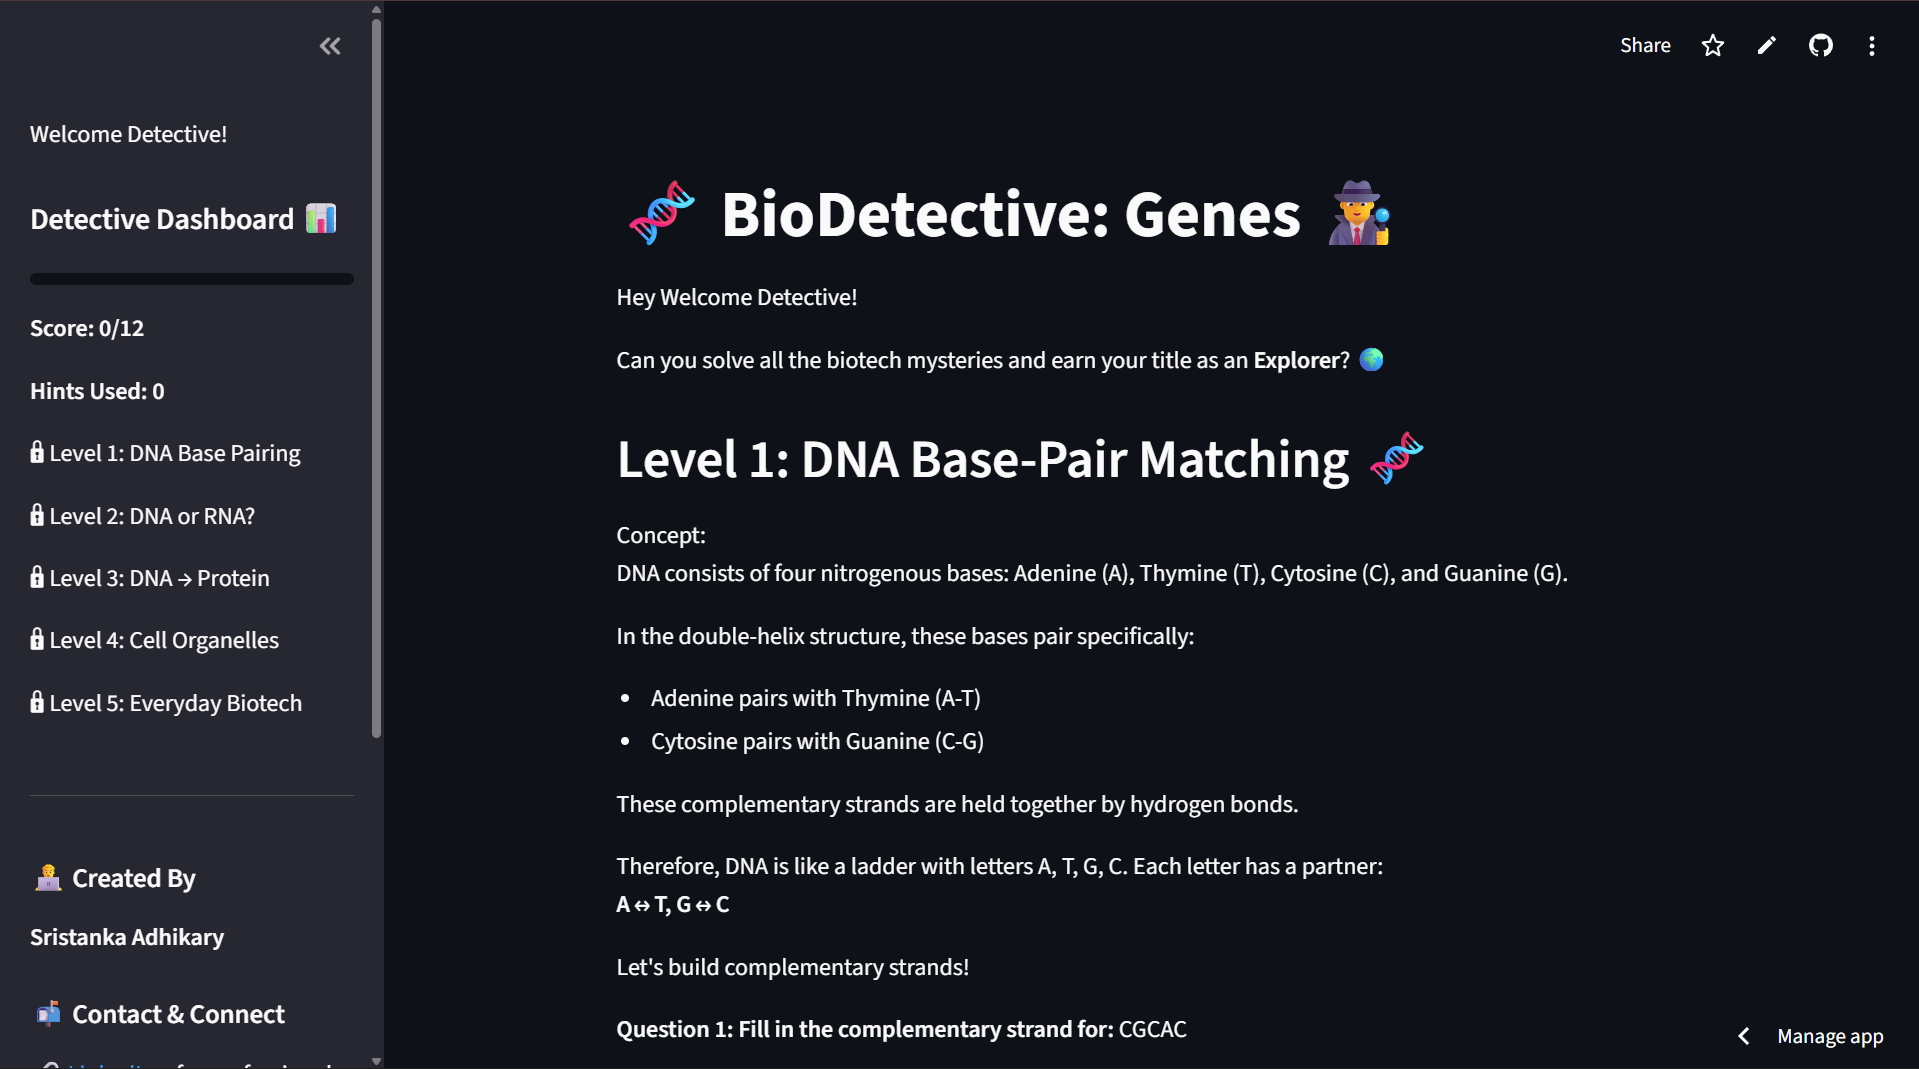 Welcome Detective!
Detective Dashboard
Score: 0/12
Hints Used: 0
Level 1: DNA Base Pairing
Level 2: DNA or RNA?
Level 3: DNA → Protein
Level 4: Cell Organelles
Level 5: Everyday Biotech
Created By
Sristanka Adhikary
Contact & Connect
Share
BioDetective: Genes
Hey Welcome Detective!
Can you solve all the biotech mysteries and earn your title as an Explorer?
Level 1: DNA Base-Pair Matching
Concept:
DNA consists of four nitrogenous bases: Adenine (A), Thymine (T), Cytosine (C), and Guanine (G).
In the double-helix structure, these bases pair specifically:
• Adenine pairs with Thymine (A-T)
• Cytosine pairs with Guanine (C-G)
These complementary strands are held together by hydrogen bonds.
Therefore, DNA is like a ladder with letters A, T, G, C. Each letter has a partner:
A ↔ T, G ↔ C
Let's build complementary strands!
Question 1: Fill in the complementary strand for: CGCAC
Manage app